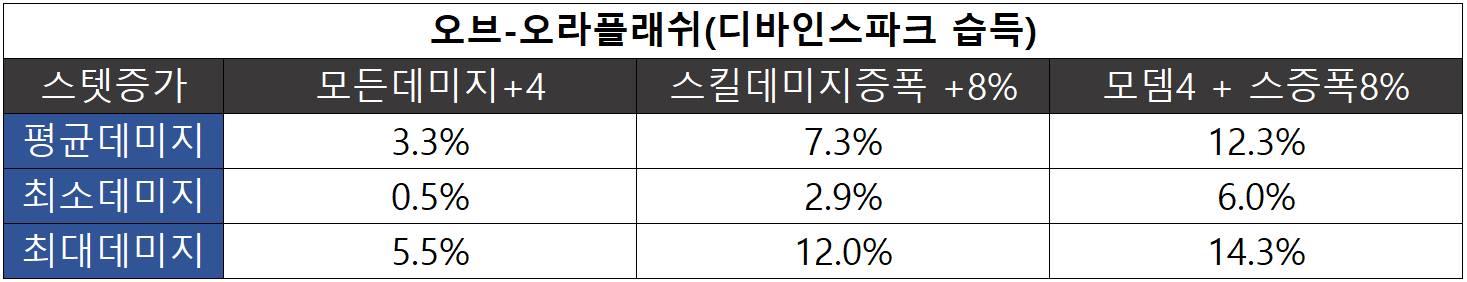 오브-오라플래쉬(디바인스파크 습득)
스텟증가 모든데미지+4 스킬데미지증폭 +8% 모뎀4 + 스증폭8%
평균데미지 3.3% 7.3% 12.3%
최소데미지 0.5% 2.9% 6.0%
최대데미지 5.5% 12.0% 14.3%